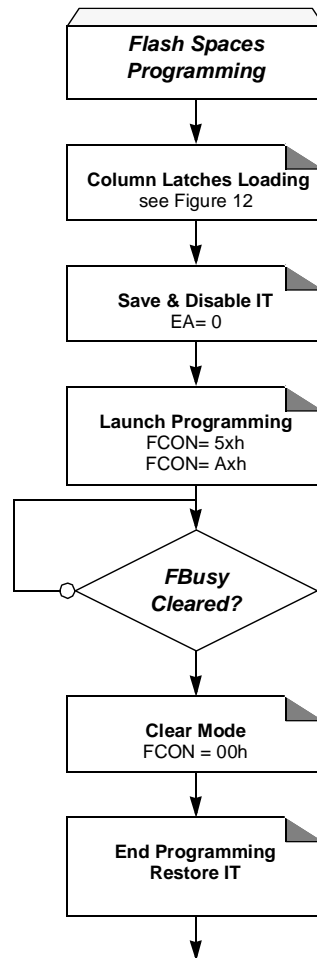 Flash Spaces
Programming
Column Latches Loading
see Figure 12
Save & Disable IT
EA= 0
Launch Programming
FCON= 5xh
FCON= Axh
FBusy
Cleared?
Clear Mode
FCON = 00h
End Programming
Restore IT